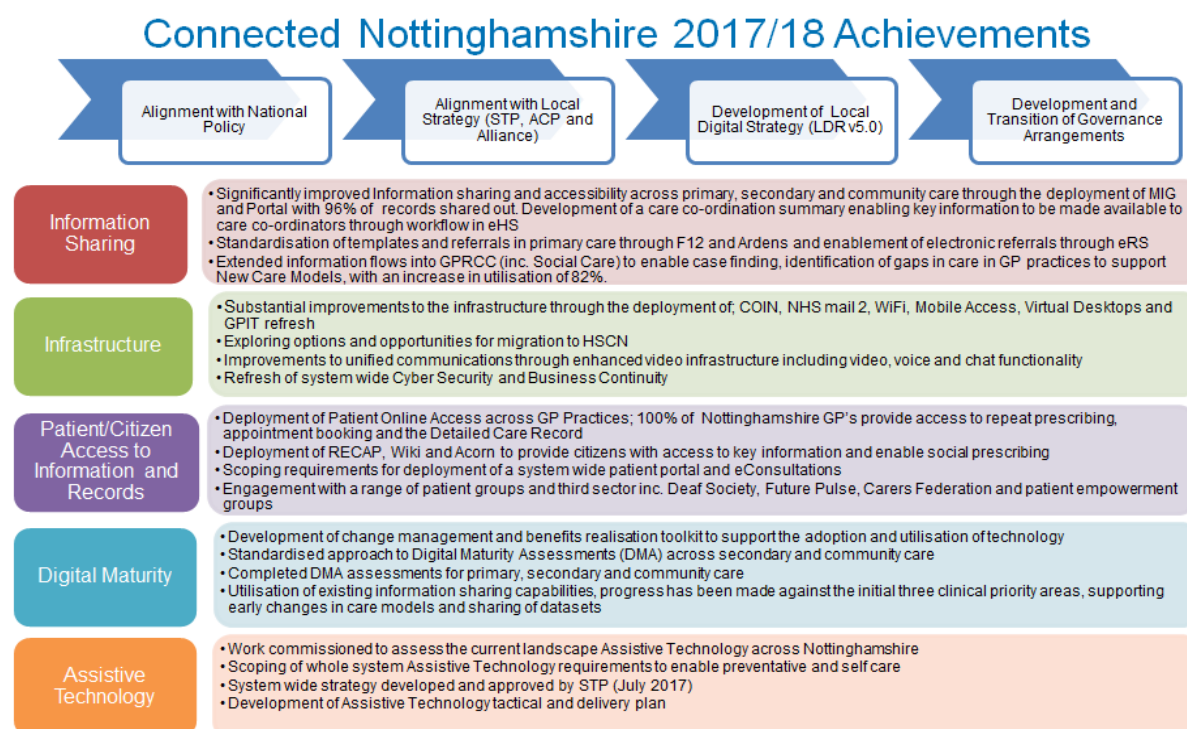 Connected Nottinghamshire 2017/18 Achievements
Alignment with National
Policy
Alignment with Local
Strategy (STP, ACP and
Alliance)
Development of Local
Digital Strategy (LDR v5.0)
Development and
Transition of Governance
Arrangements
Information
Sharing
• Significantly improved Information sharing and accessibility across primary, secondary and community care through the deployment of MIG
and Portal with 96% of records shared out. Development of a care co-ordination summary enabling key information to be made available to
care co-ordinators through workflow in eHS
• Standardisation of templates and referrals in primary care through F12 and Ardens and enablement of electronic referrals through eRS
• Extended information flows into GPRCC (inc. Social Care) to enable case finding, identification of gaps in care in GP practices to support
New Care Models, with an increase in utilisation of 82%.
Infrastructure
• Substantial improvements to the infrastructure through the deployment of; COIN, NHS mail 2, WiFi, Mobile Access, Virtual Desktops and
GPIT refresh
• Exploring options and opportunities for migration to HSCN
• Improvements to unified communications through enhanced video infrastructure including video, voice and chat functionality
• Refresh of system wide Cyber Security and Business Continuity
Patient/Citizen
Access to
Information and
Records
• Deployment of Patient Online Access across GP Practices; 100% of Nottinghamshire GP's provide access to repeat prescribing,
appointment booking and the Detailed Care Record
• Deployment of RECAP, Wiki and Acorn to provide citizens with access to key information and enable social prescribing
• Scoping requirements for deployment of a system wide patient portal and eConsultations
• Engagement with a range of patient groups and third sector inc. Deaf Society, Future Pulse, Carers Federation and patient empowerment
groups
Digital Maturity
• Development of change management and benefits realisation toolkit to support the adoption and utilisation of technology
• Standardised approach to Digital Maturity Assessments (DMA) across secondary and community care
• Completed DMA assessments for primary, secondary and community care
• Utilisation of existing information sharing capabilities, progress has been made against the initial three clinical priority areas, supporting
early changes in care models and sharing of datasets
Assistive
Technology
• Work commissioned to assess the current landscape Assistive Technology across Nottinghamshire
• Scoping of whole system Assistive Technology requirements to enable preventative and self care
• System wide strategy developed and approved by STP (July 2017)
• Development of Assistive Technology tactical and delivery plan